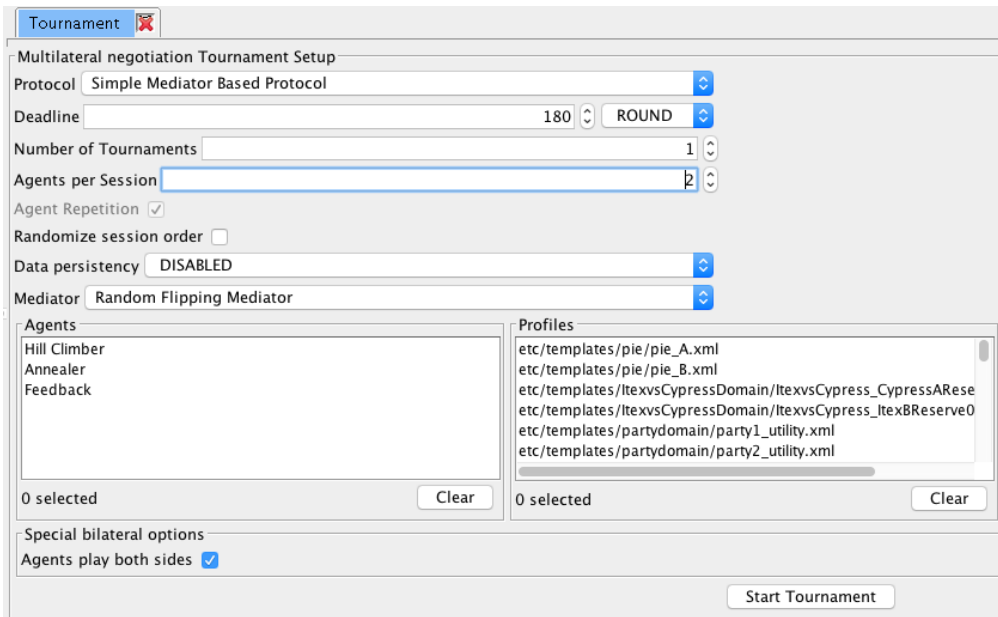 Tournament
Multilateral negotiation Tournament Setup
Protocol Simple Mediator Based Protocol
Deadline 180 ROUND
Number of Tournaments 1
Agents per Session 2
Agent Repetition
Randomize session order
Data persistency DISABLED
Mediator Random Flipping Mediator
Agents
Hill Climber
Annealer
Feedback
0 selected Clear
Profiles
etc/templates/pie/pie_A.xml
etc/templates/pie/pie_B.xml
etc/templates/ItexvsCypressDomain/ItexvsCypress_CypressARese
etc/templates/ItexvsCypressDomain/ItexvsCypress_ItexBReserve0
etc/templates/partydomain/party1_utility.xml
etc/templates/partydomain/party2_utility.xml
0 selected Clear
Special bilateral options
Agents play both sides
Start Tournament